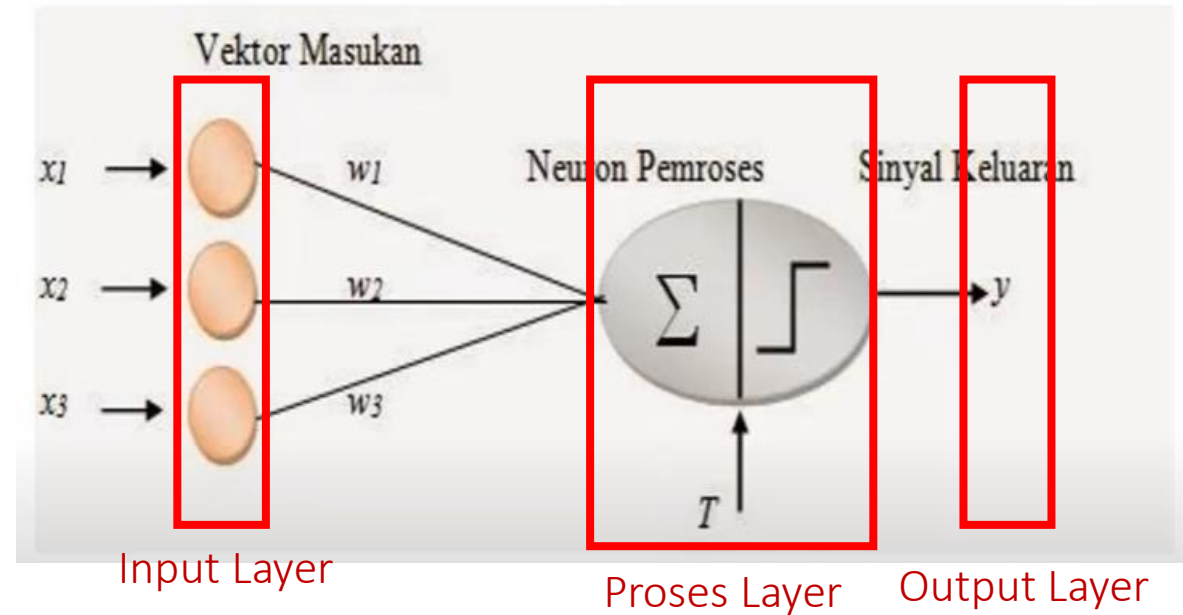 Vektor Masukan
x1
w1
Neuron Pemroses
Sinyal Keluaran
x2
w2
Σ
y
x3
w3
T
Input Layer
Proses Layer
Output Layer